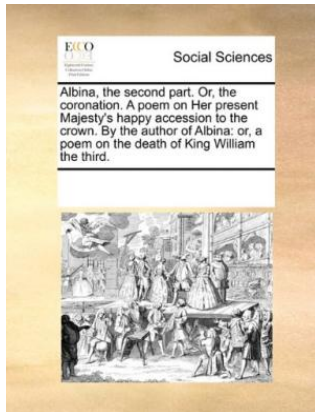 ECCO
Social Sciences
Albina, the second part. Or, the
coronation. A poem on Her present
Majesty's happy accession to the
crown. By the author of Albina: or, a
poem on the death of King William
the third.